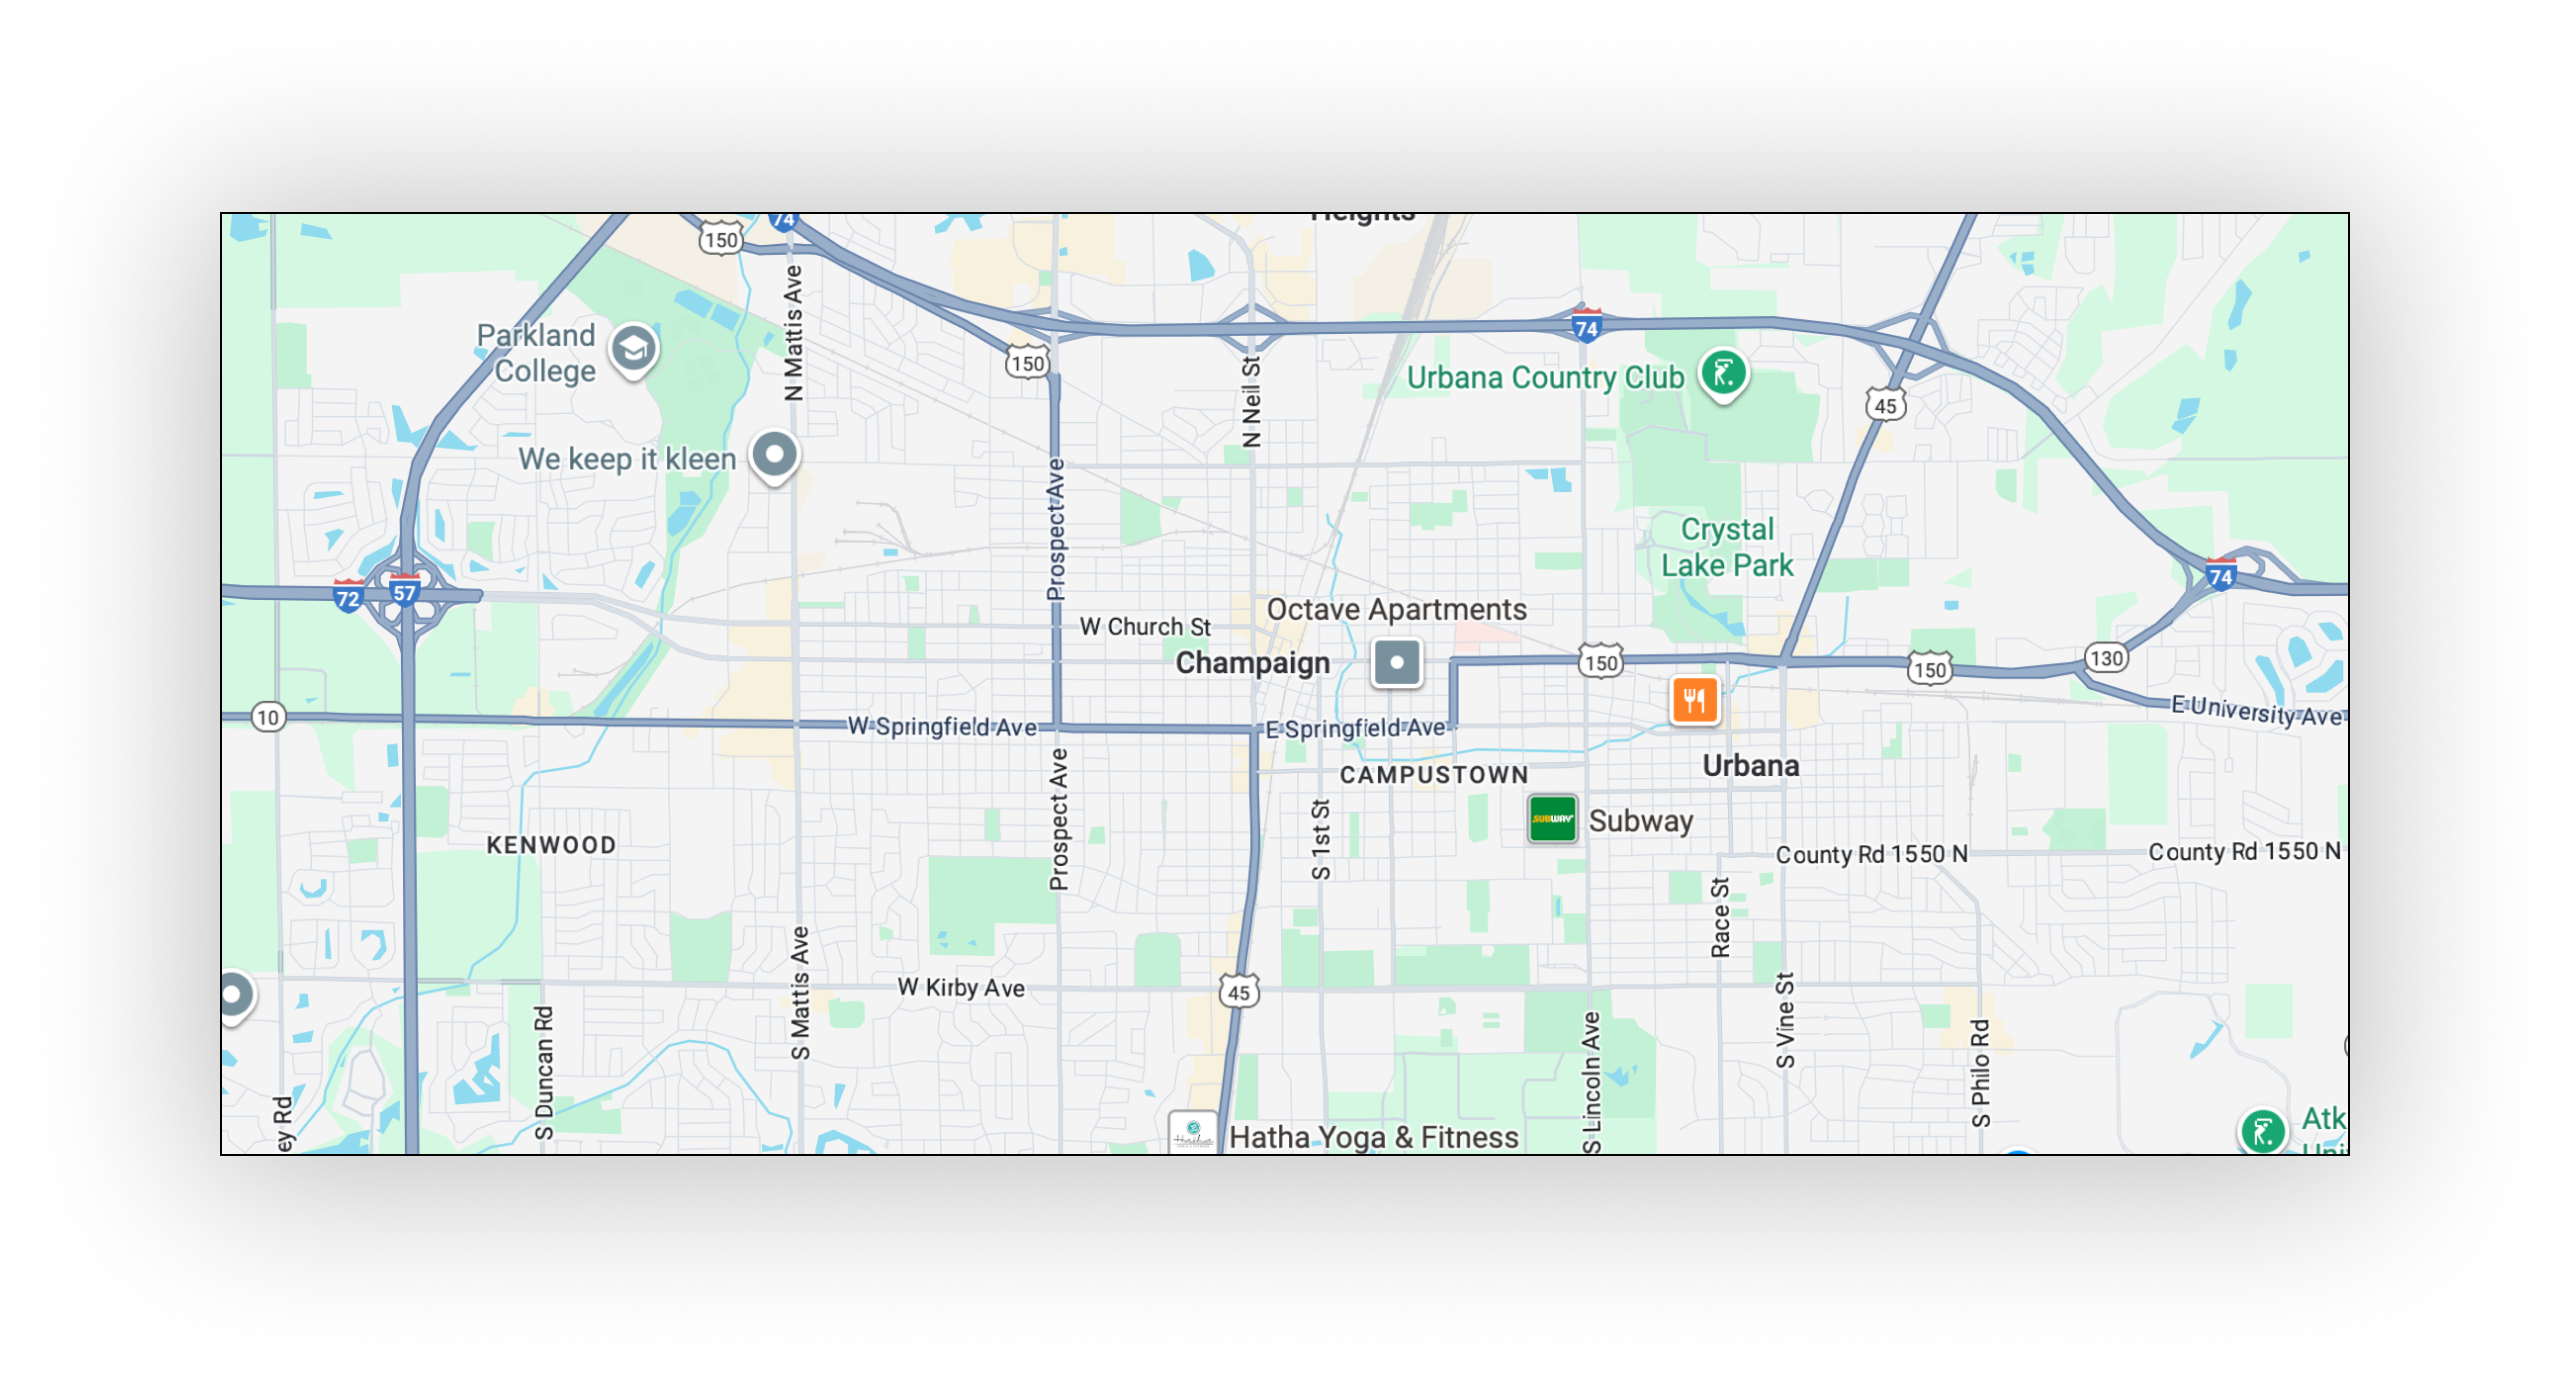 Heights
150
74
N Mattis Ave
Parkland
College
74
150
N Neil St
Urbana Country Club
45
We keep it kleen
Prospect Ave
Crystal
Lake Park
72
57
74
Octave Apartments
W Church St
Champaign
150
150
130
10
W Springfield Ave
E Springfield Ave
E University Ave
Urbana
CAMPUSTOWN
Prospect Ave
S 1st St
SUBWAY
Subway
KENWOOD
County Rd 1550 N
County Rd 1550 N
Race St
S Mattis Ave
W Kirby Ave
45
S Vine St
S Duncan Rd
S Lincoln Ave
S Philo Rd
ey Rd
Hatha Yoga & Fitness
Atk